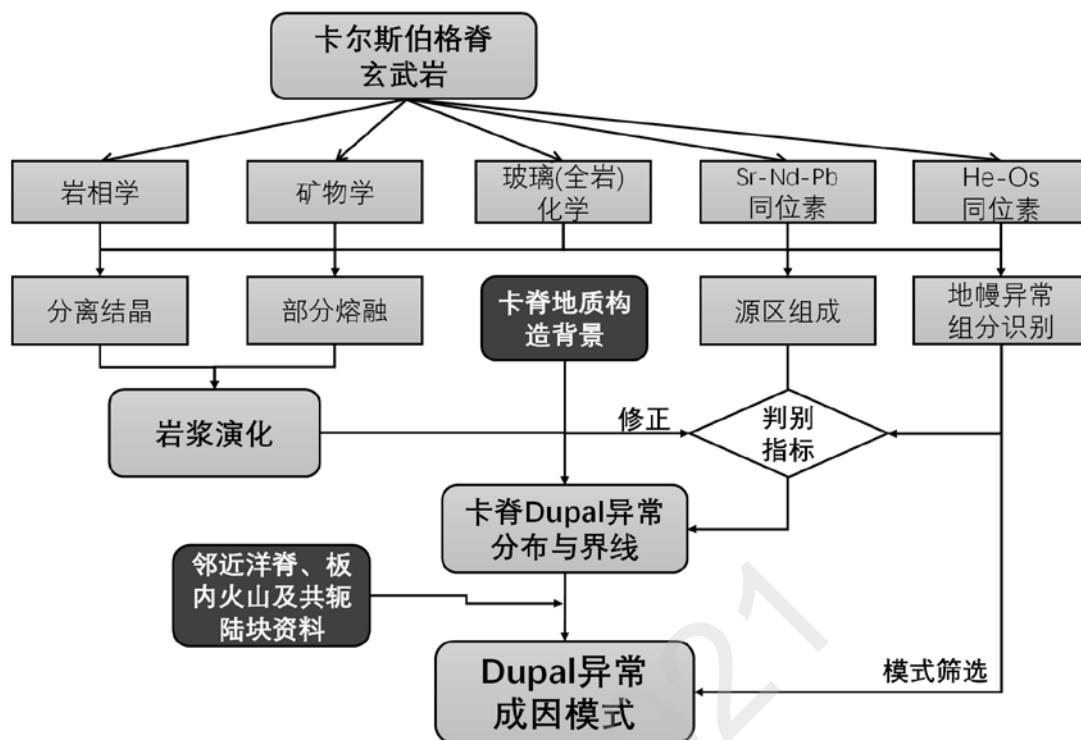 卡尔斯伯格脊
玄武岩
岩相学
矿物学
玻璃(全岩)
化学
Sr-Nd-Pb
同位素
He-Os
同位素
分离结晶
部分熔融
卡脊地质构
造背景
源区组成
地幔异常
组分识别
岩浆演化
修正
判别
指标
卡脊Dupal异常
分布与界线
邻近洋脊、板
内火山及共轭
陆块资料
Dupal异常
成因模式
模式筛选